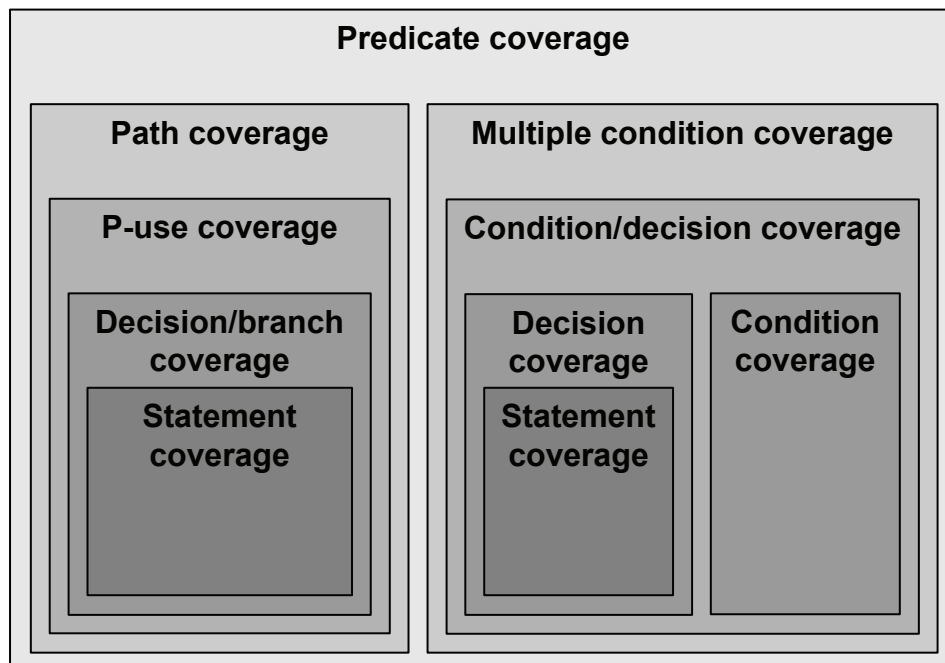 Predicate coverage
Path coverage
Multiple condition coverage
P-use coverage
Condition/decision coverage
Decision/branch
coverage
Decision
coverage
Condition
coverage
Statement
coverage
Statement
coverage